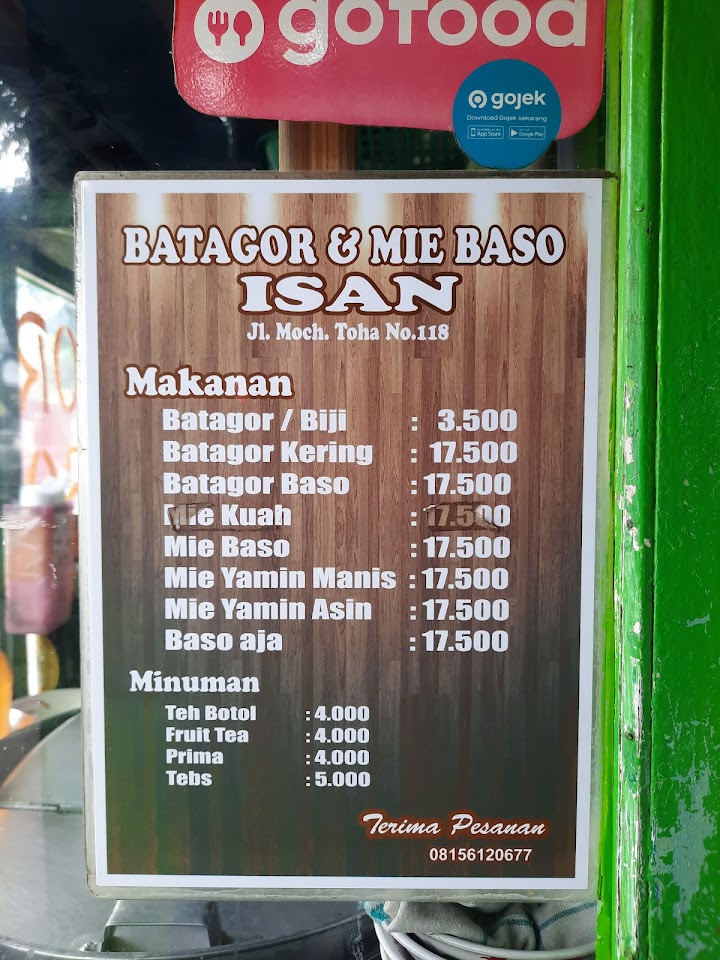 gofood
gojek
Download Gojek sekarang
App Store
Google Play
BATAGOR & MIE BASO
ISAN
Jl. Moch. Toha No.118
Makanan
Batagor / Biji : 3.500
Batagor Kering : 17.500
Batagor Baso : 17.500
Mie Kuah : 17.500
Mie Baso : 17.500
Mie Yamin Manis : 17.500
Mie Yamin Asin : 17.500
Baso aja : 17.500
Minuman
Teh Botol : 4.000
Fruit Tea : 4.000
Prima : 4.000
Tebs : 5.000
Terima Pesanan
08156120677